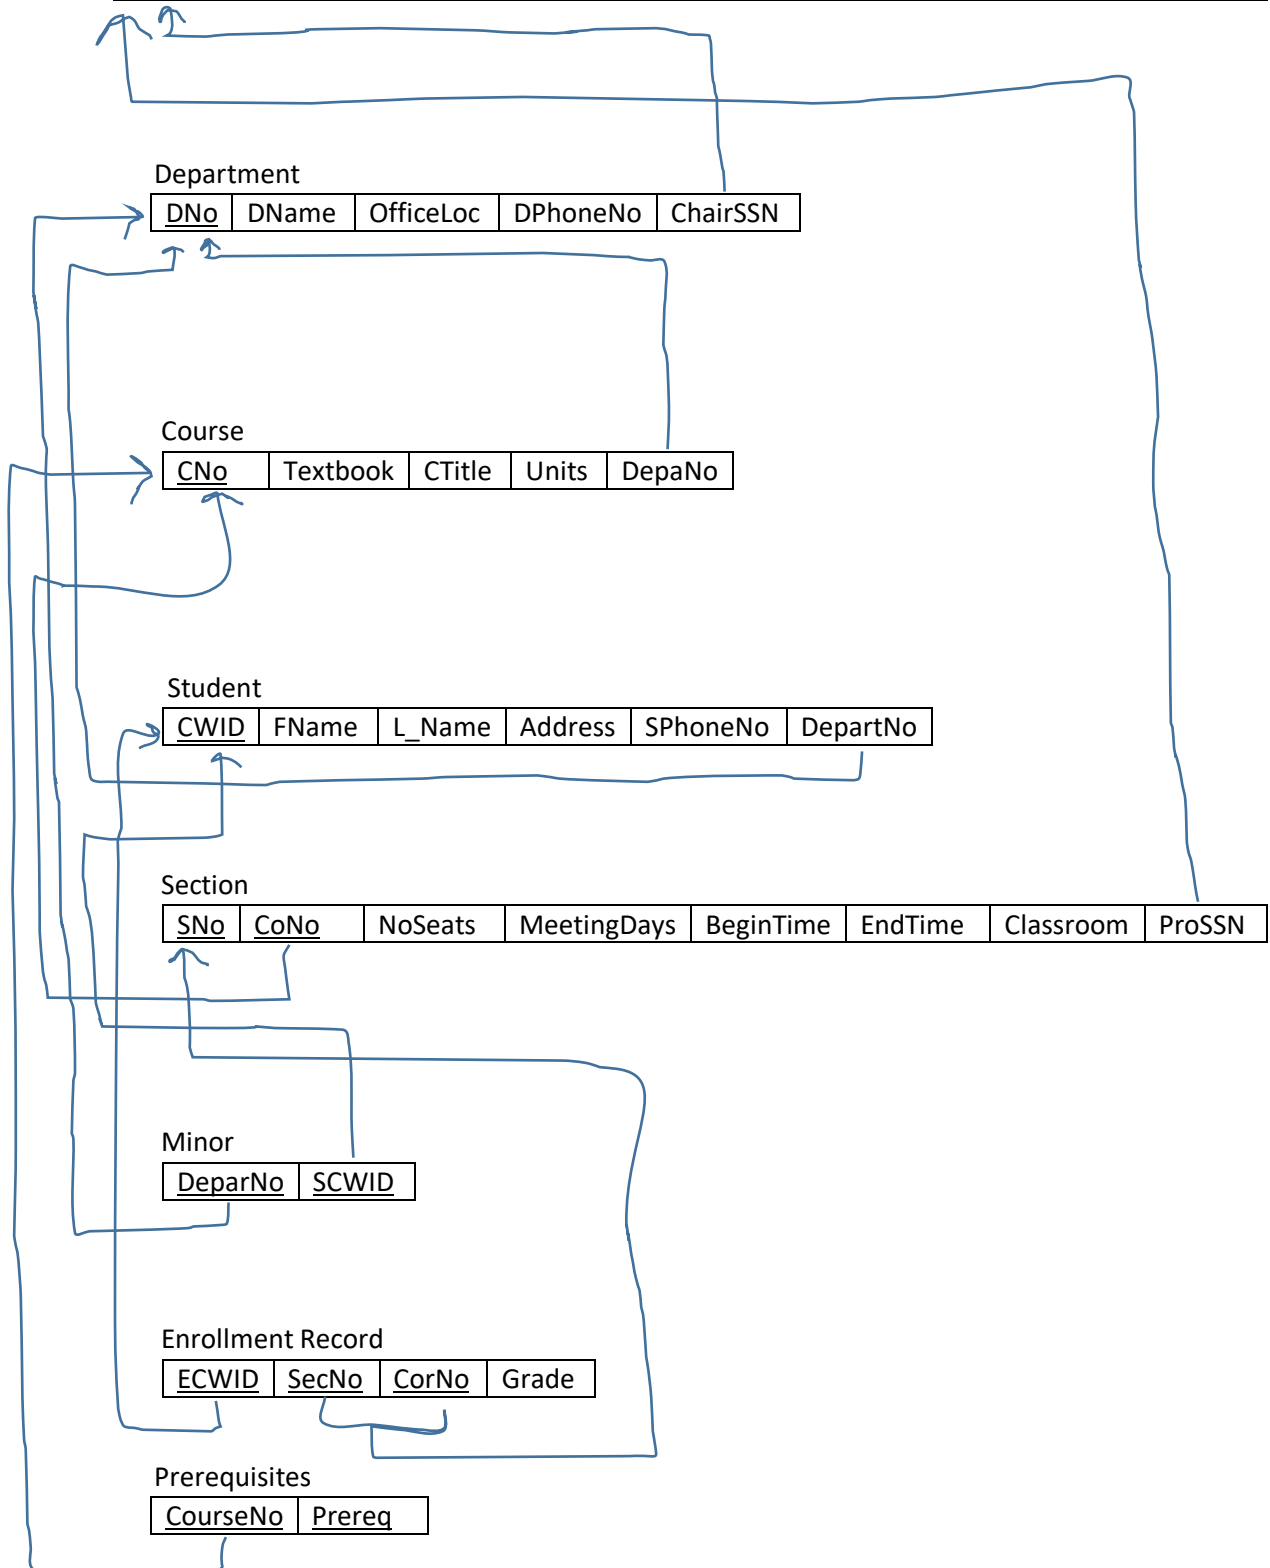 Department
DNo DName OfficeLoc DPhoneNo ChairSSN
Course
CNo Textbook CTitle Units DepaNo
Student
CWID FName L_Name Address SPhoneNo DepartNo
Section
SNo CoNo NoSeats MeetingDays BeginTime EndTime Classroom ProSSN
Minor
DeparNo SCWID
Enrollment Record
ECWID SecNo CorNo Grade
Prerequisites
CourseNo Prereq